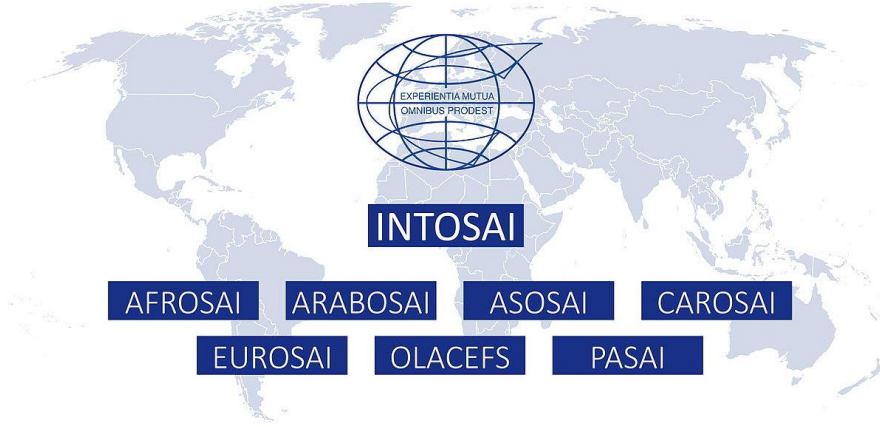 EXPERIENTIA MUTUA
OMNIBUS PRODEST
INTOSAI
AFROSAI ARABOSAI ASOSAI CAROSAI
EUROSAI OLACEFS PASAI